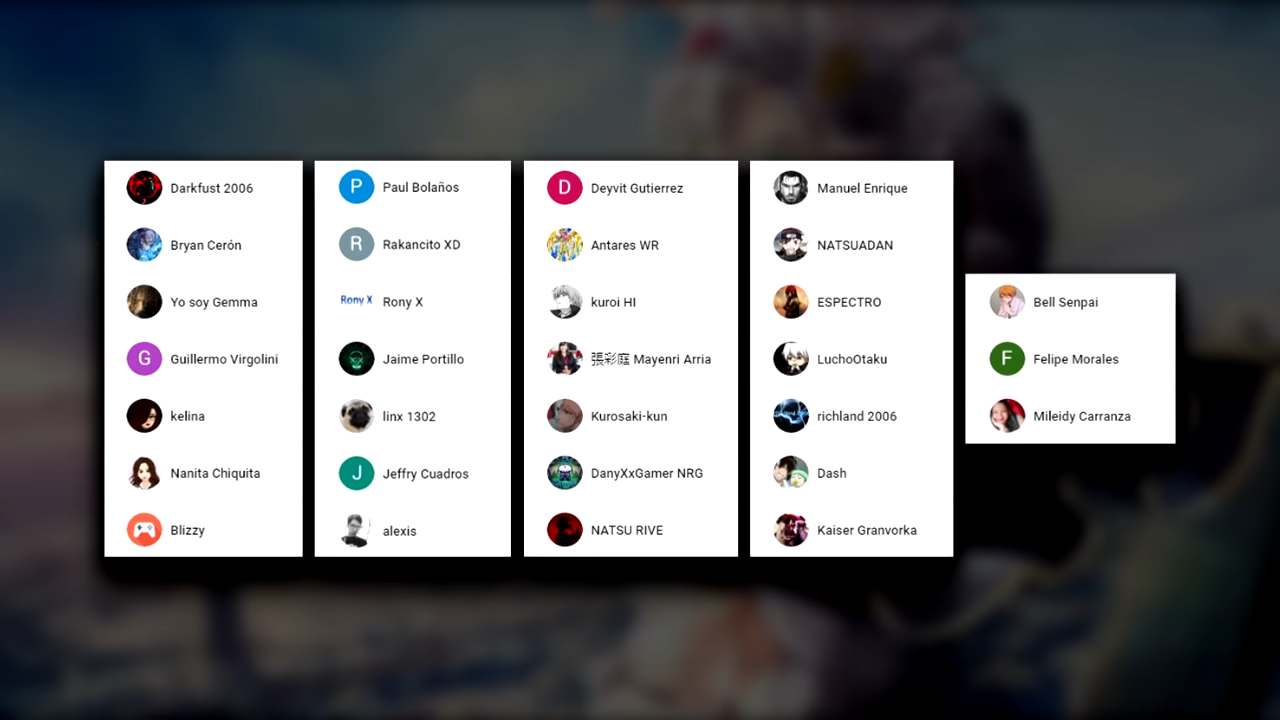 Darkfust 2006
Bryan Cerón
Yo soy Gemma
G Guillermo Virgolini
kelina
Nanita Chiquita
Blizzy
P Paul Bolaños
R Rakancito XD
Rony X Rony X
Jaime Portillo
linx 1302
J Jeffry Cuadros
alexis
D Deyvit Gutierrez
Antares WR
kuroi HI
張彩庭 Mayenri Arria
Kurosaki-kun
DanyXxGamer NRG
NATSU RIVE
Manuel Enrique
NATSUADAN
ESPECTRO
LuchoOtaku
richland 2006
Dash
Kaiser Granvorka
Bell Senpai
F Felipe Morales
Mileidy Carranza